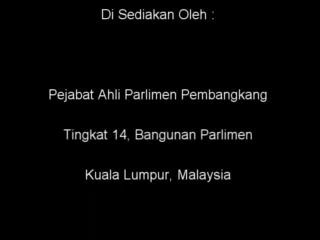 Di Sediakan Oleh :
Pejabat Ahli Parlimen Pembangkang
Tingkat 14, Bangunan Parlimen
Kuala Lumpur, Malaysia